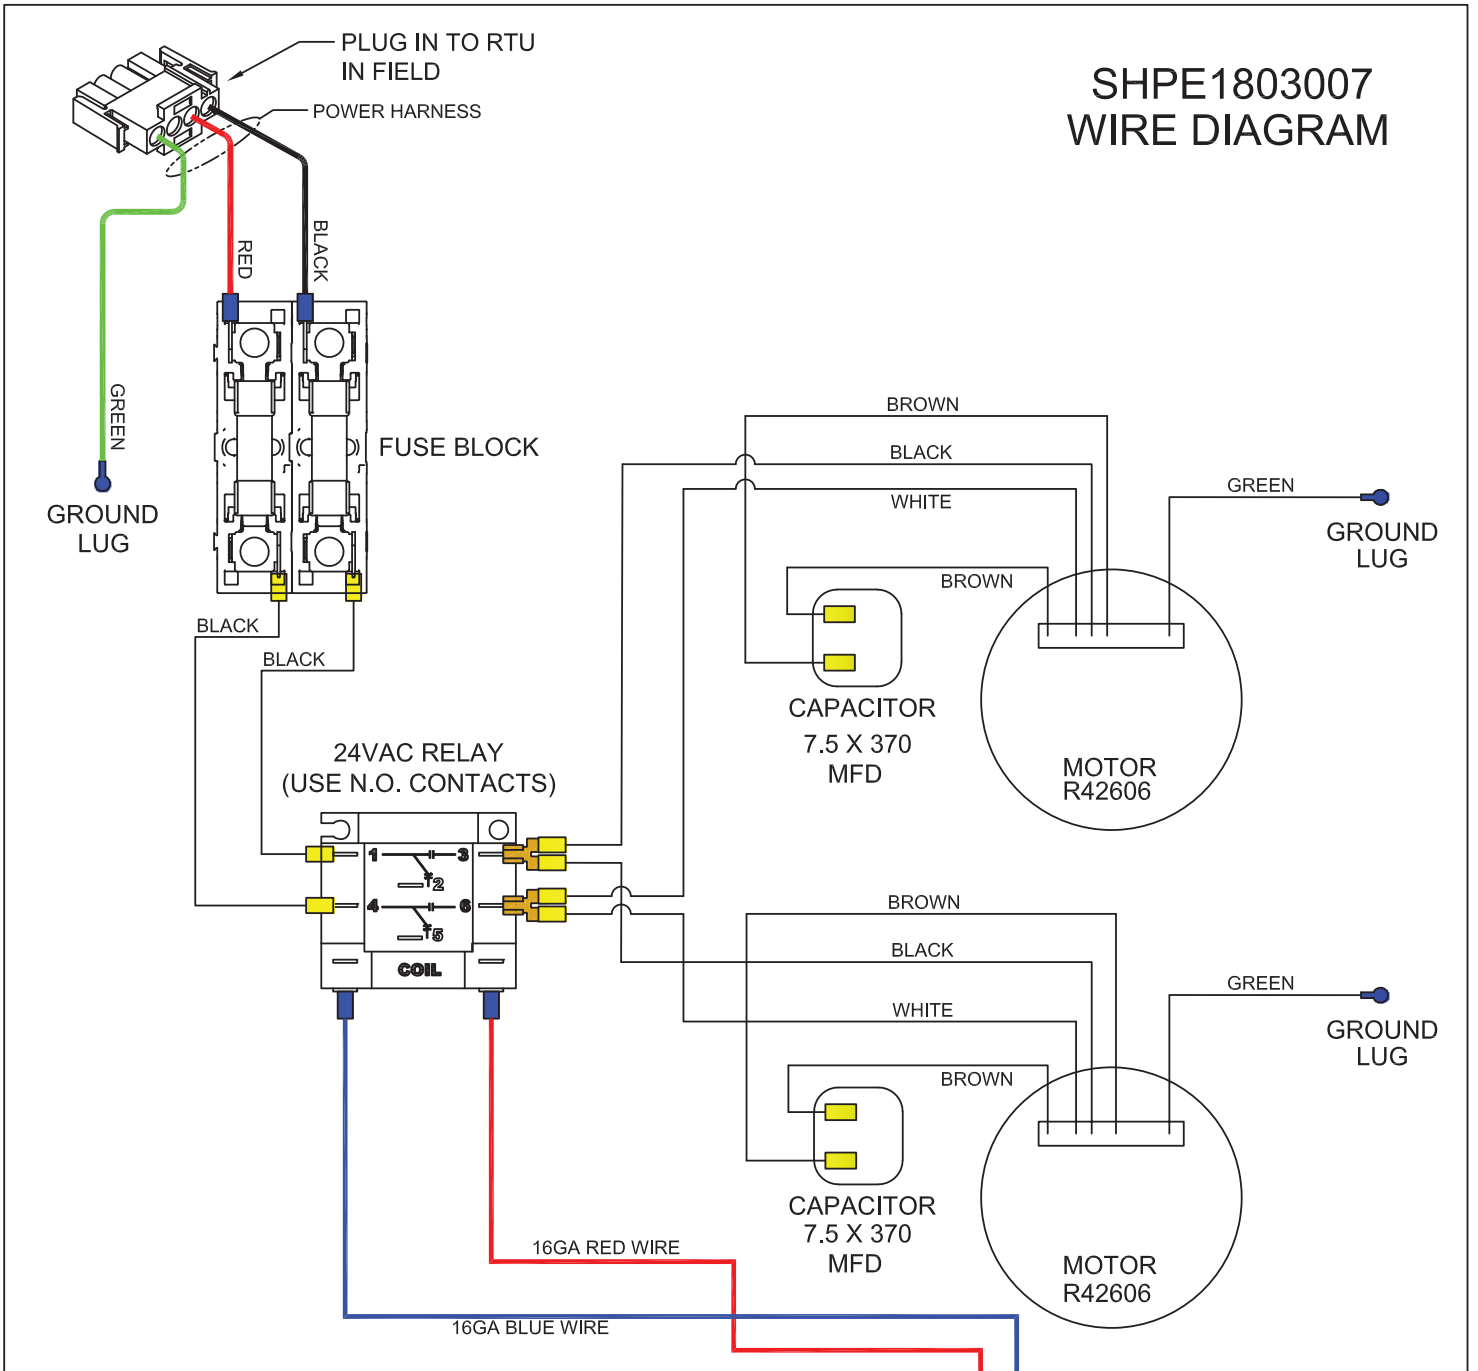 PLUG IN TO RTU
IN FIELD
POWER HARNESS
SHPE1803007
WIRE DIAGRAM
RED
BLACK
GREEN
FUSE BLOCK
GROUND
LUG
BROWN
BLACK
WHITE
GREEN
GROUND
LUG
BROWN
BLACK
BLACK
CAPACITOR
7.5 X 370
MFD
MOTOR
R42606
24VAC RELAY
(USE N.O. CONTACTS)
1 3
2
4 6
5
COIL
BROWN
BLACK
WHITE
GREEN
GROUND
LUG
BROWN
CAPACITOR
7.5 X 370
MFD
MOTOR
R42606
16GA RED WIRE
16GA BLUE WIRE